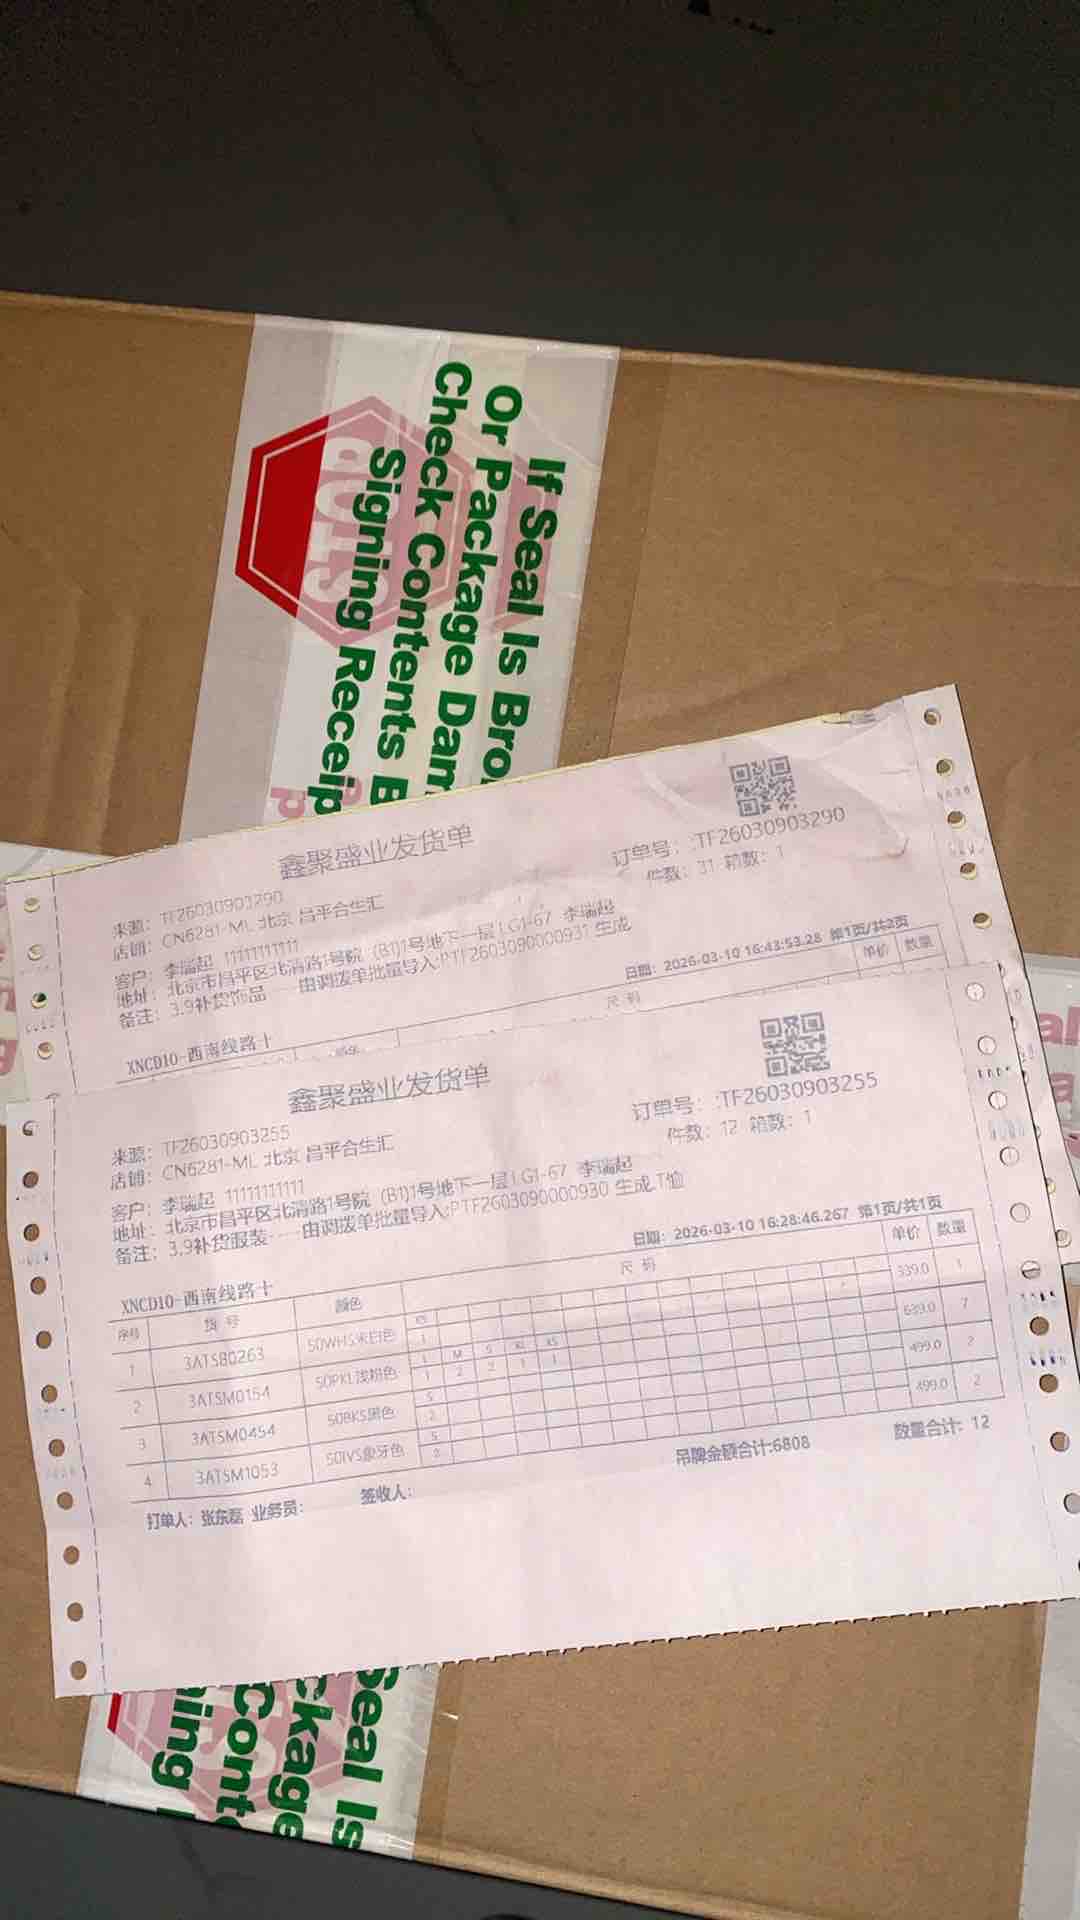 If Seal Is Bro
Or Package Dam
Check Contents B
Signing Receip
鑫聚盛业发货单
订单号: :TF26030903290
件数: 31 箱数: 1
来源: TF26030903290
店铺: CN6281-ML 北京 昌平合生汇
客户: 李瑞起 11111111111
地址: 北京市昌平区北清路1号院 (B1)1号地下一层LG1-67 李瑞起
备注: 3.9补货饰品-----由调拨单批量导入:PTF2603090000931 生成
日期: 2026-03-10 16:43:53.28 第1页/共2页
XNCD10-西南线路十
尺 码
单价 数量
鑫聚盛业发货单
订单号: :TF26030903255
件数: 12 箱数: 1
来源: TF26030903255
店铺: CN6281-ML 北京 昌平合生汇
客户: 李瑞起 11111111111
地址: 北京市昌平区北清路1号院 (B1)1号地下一层LG1-67 李瑞起
备注: 3.9补货服装-----由调拨单批量导入:PTF2603090000930 生成,T恤
日期: 2026-03-10 16:28:46.267 第1页/共1页
XNCD10-西南线路十
序号 货 号 颜色 尺 码 单价 数量
XS
1 3ATSB0263 50WHS米白色 1 339.0 1
L M S XL XS
2 3ATSM0154 50PKL浅粉色 1 2 2 1 1 639.0 7
S
3 3ATSM0454 50BKS黑色 2 499.0 2
S
4 3ATSM1053 50IVS象牙色 2 499.0 2
吊牌金额合计:6808 数量合计: 12
打单人: 张东磊 业务员: 签收人:
Seal Is
ckage
Cont
ning